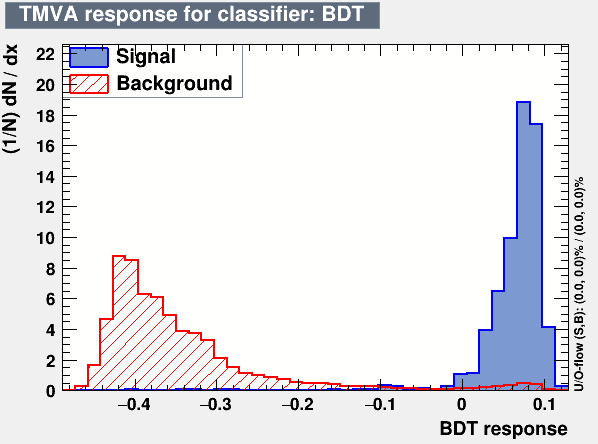 TMVA response for classifier: BDT
(1/N) dN / dx
Signal
Background
22
20
18
16
14
12
10
8
6
4
2
0
−0.4 −0.3 −0.2 −0.1 0 0.1
BDT response
U/O-flow (S,B): (0.0, 0.0)% / (0.0, 0.0)%